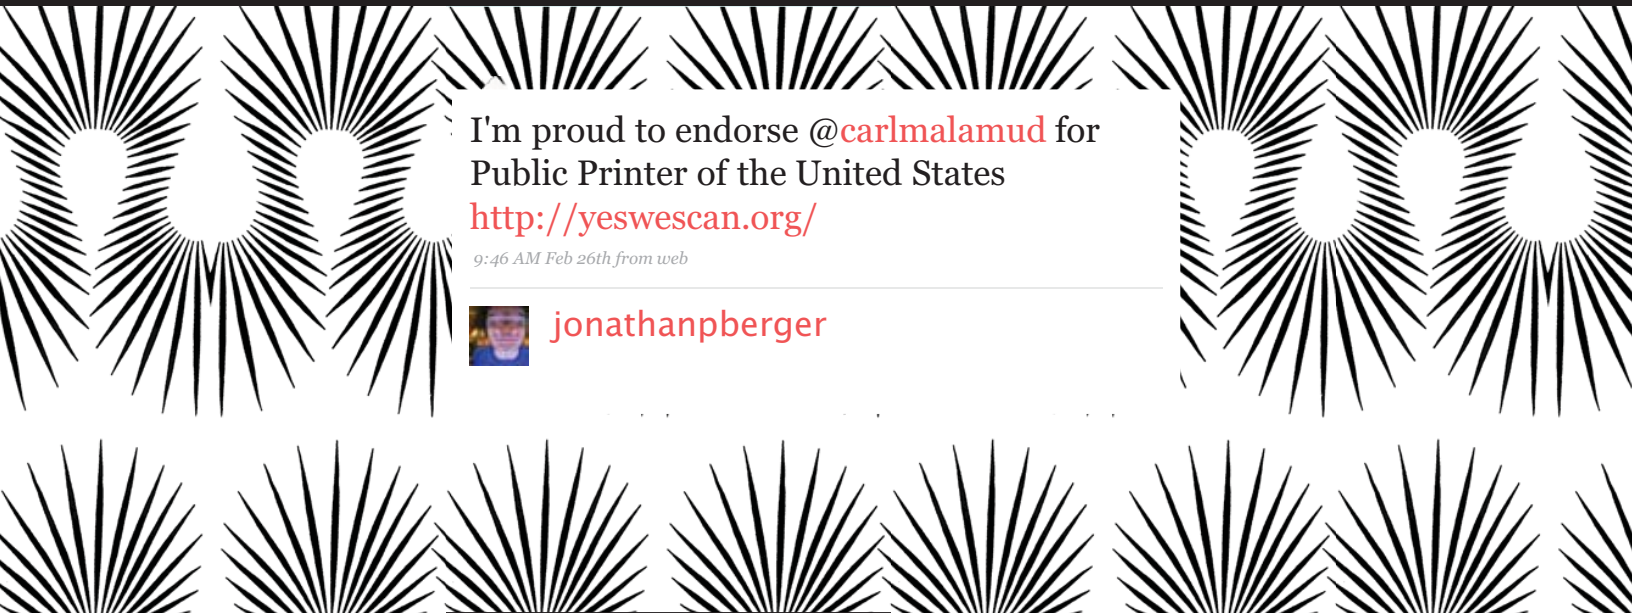 I'm proud to endorse @carlmalamud for
Public Printer of the United States
http://yeswescan.org/
9:46 AM Feb 26th from web
jonathanpberger